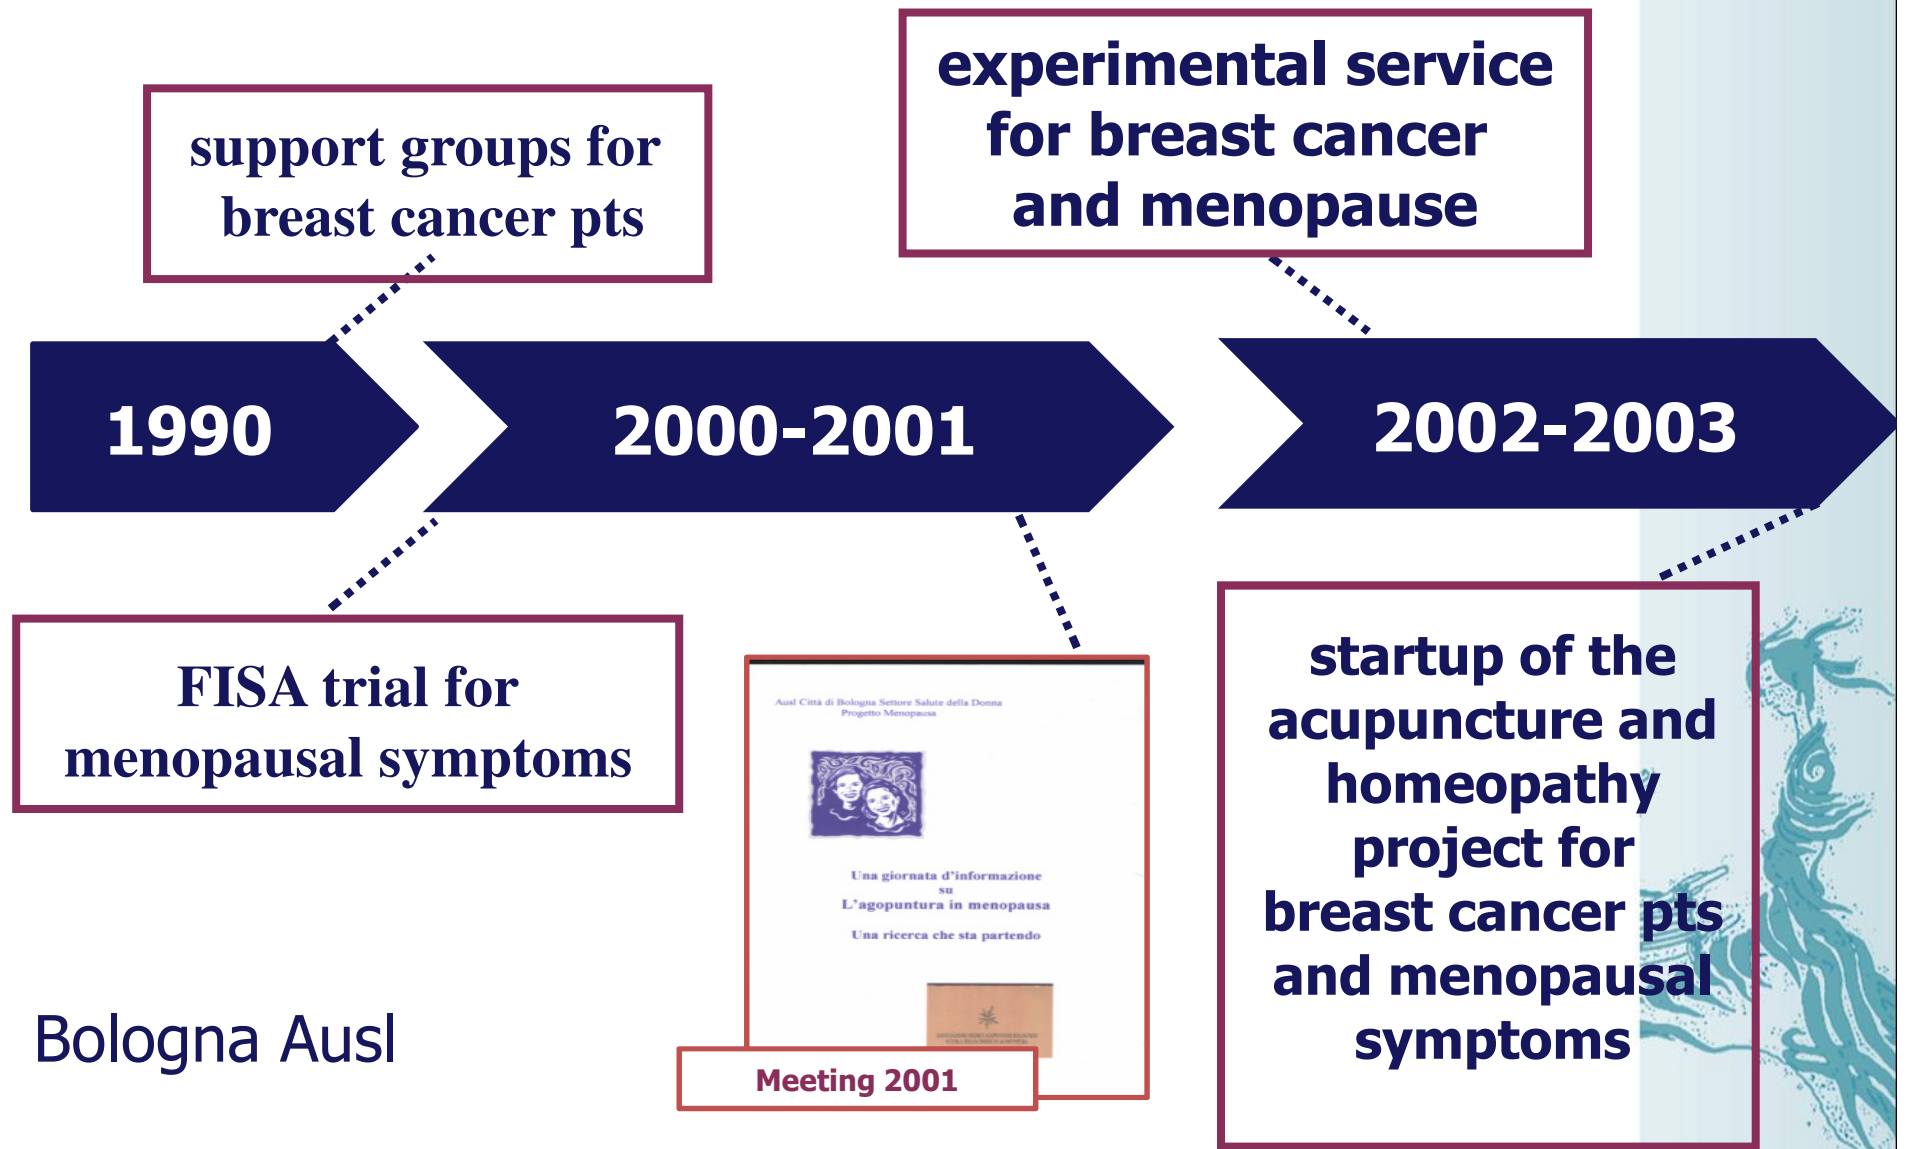 support groups for
breast cancer pts
experimental service
for breast cancer
and menopause
1990
2000-2001
2002-2003
FISA trial for
menopausal symptoms
Ausl Città di Bologna Settore Salute della Donna
Progetto Menopausa
Una giornata d'informazione
su
L'agopuntura in menopausa
Una ricerca che sta partendo
Meeting 2001
startup of the
acupuncture and
homeopathy
project for
breast cancer pts
and menopausal
symptoms
Bologna Ausl